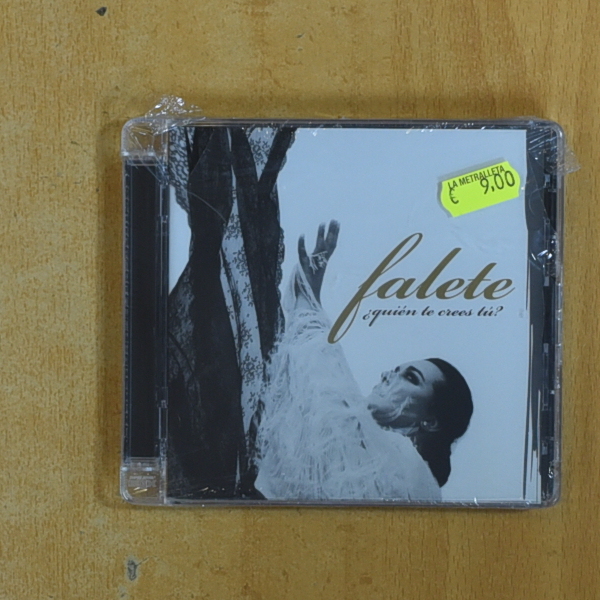 LA METRALLETA
€ 9,00
falete
¿quién te crees tú?